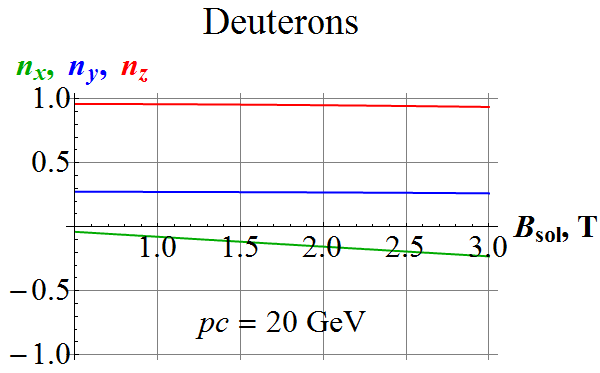 Deuterons
nx, ny, nz
1.0
0.5
1.0 1.5 2.0 2.5 3.0
Bsol, T
−0.5
pc = 20 GeV
−1.0